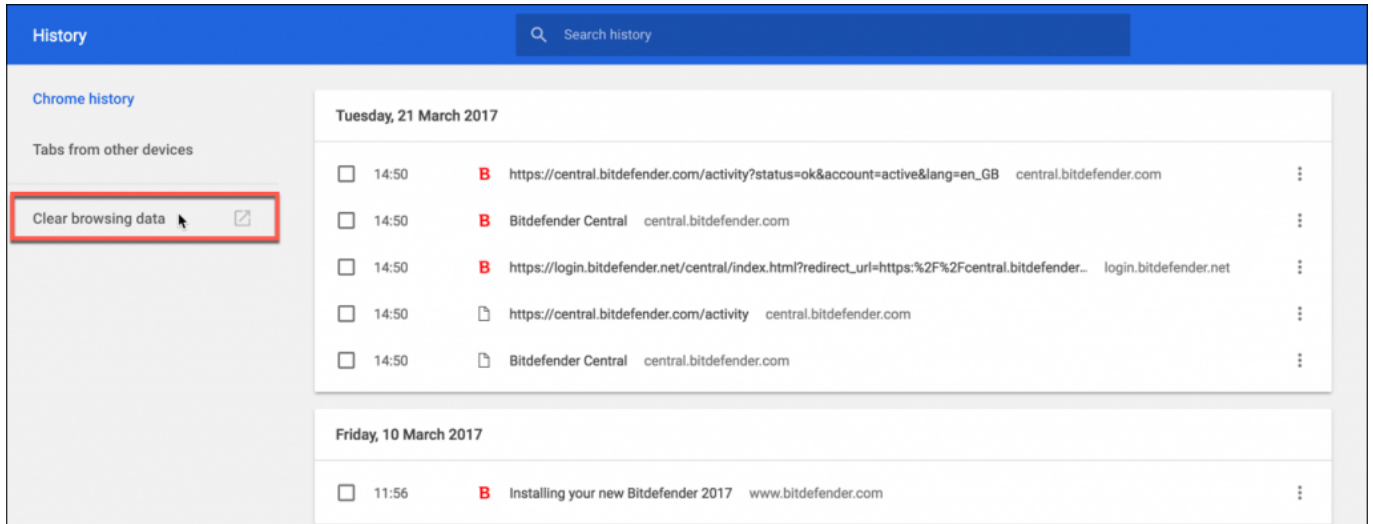 History
Search history
Chrome history
Tabs from other devices
Clear browsing data
Tuesday, 21 March 2017
14:50 B https://central.bitdefender.com/activity?status=ok&account=active&lang=en_GB central.bitdefender.com
14:50 B Bitdefender Central central.bitdefender.com
14:50 B https://login.bitdefender.net/central/index.html?redirect_url=https:%2F%2Fcentral.bitdefender... login.bitdefender.net
14:50 https://central.bitdefender.com/activity central.bitdefender.com
14:50 Bitdefender Central central.bitdefender.com
Friday, 10 March 2017
11:56 B Installing your new Bitdefender 2017 www.bitdefender.com